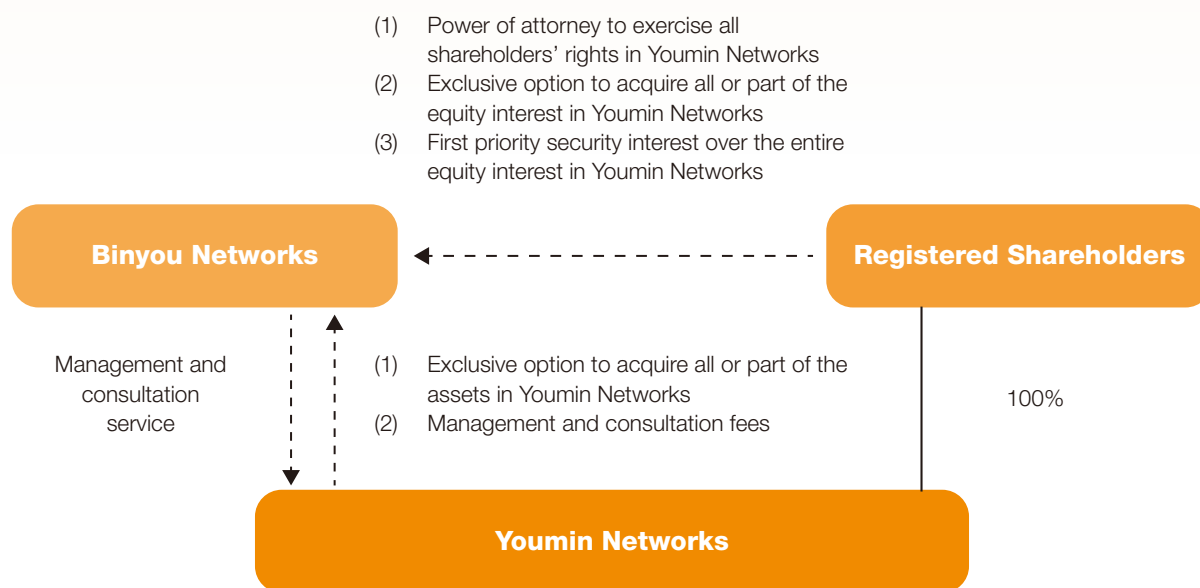 (1) Power of attorney to exercise all
shareholders’ rights in Youmin Networks
(2) Exclusive option to acquire all or part of the
equity interest in Youmin Networks
(3) First priority security interest over the entire
equity interest in Youmin Networks
Binyou Networks
Registered Shareholders
Management and
consultation
service
(1) Exclusive option to acquire all or part of the
assets in Youmin Networks
(2) Management and consultation fees
100%
Youmin Networks